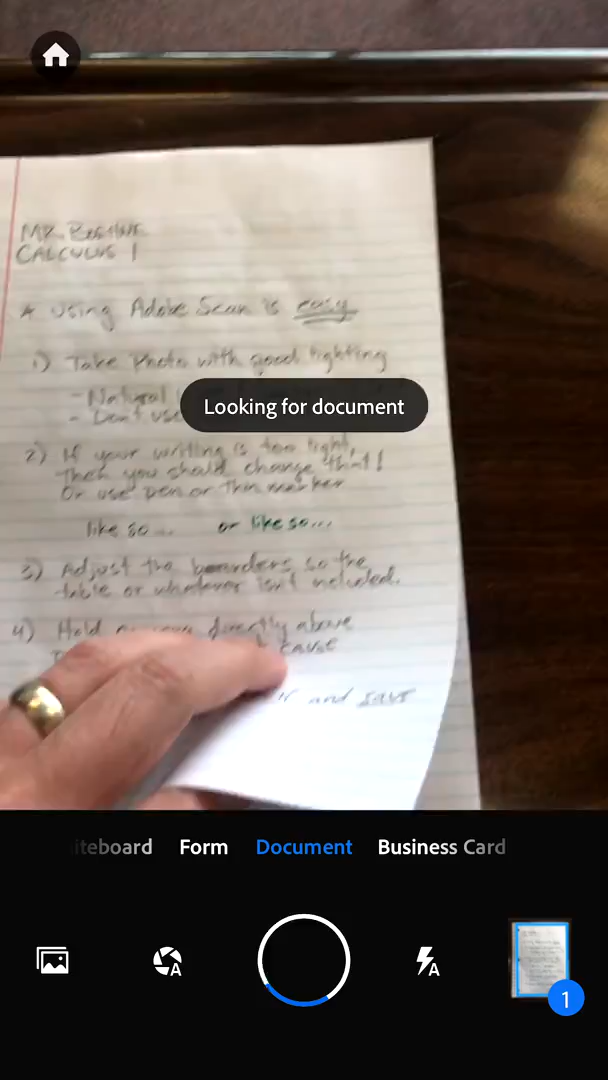 MR.
CALCULUS 1
* Using Adobe Scan is easy
1) Take Photo with good lighting
- Natural
- Don't use
Looking for document
2) If your writing is too light,
then you should change that!
Or use pen or thin marker
like so... or like so...
3) Adjust the boarders so the
table or whatever isn't included.
4) Hold directly above
cause
and save
Form Document Business Card
A A
1